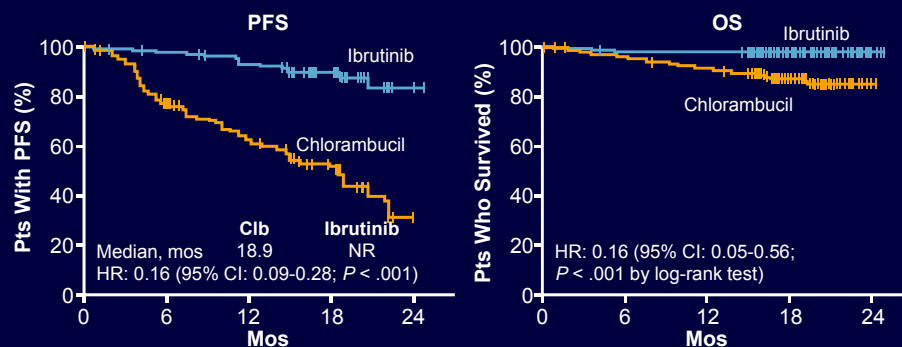 PFS
Pts With PFS (%)
100
80
60
40
20
0
Ibrutinib
Chlorambucil
Clb Ibrutinib
Median, mos 18.9 NR
HR: 0.16 (95% CI: 0.09-0.28; P < .001)
0 6 12 18 24
Mos
OS
Pts Who Survived (%)
100
80
60
40
20
0
Ibrutinib
Chlorambucil
HR: 0.16 (95% CI: 0.05-0.56;
P < .001 by log-rank test)
0 6 12 18 24
Mos